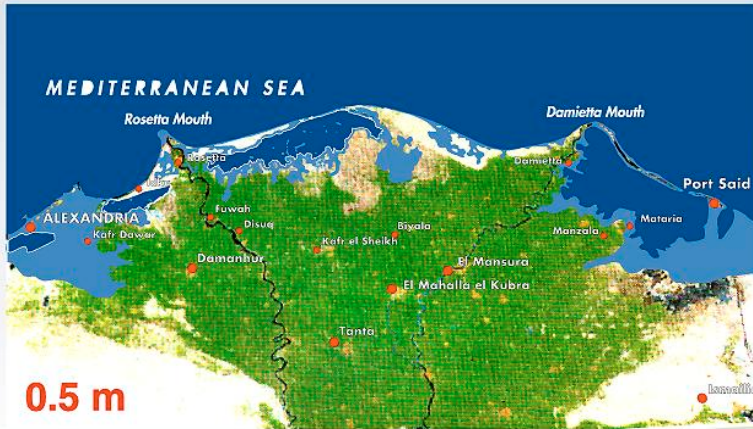 MEDITERRANEAN SEA
Rosetta Mouth
Damietta Mouth
Rosetta
Damietta
Port Said
ALEXANDRIA
Fuwah
Disuq
Kafr Dawar
Kafr el Sheikh
Biyala
Manzala
Mataria
Damanhur
El Mansura
El Mahalla el Kubra
Tanta
0.5 m